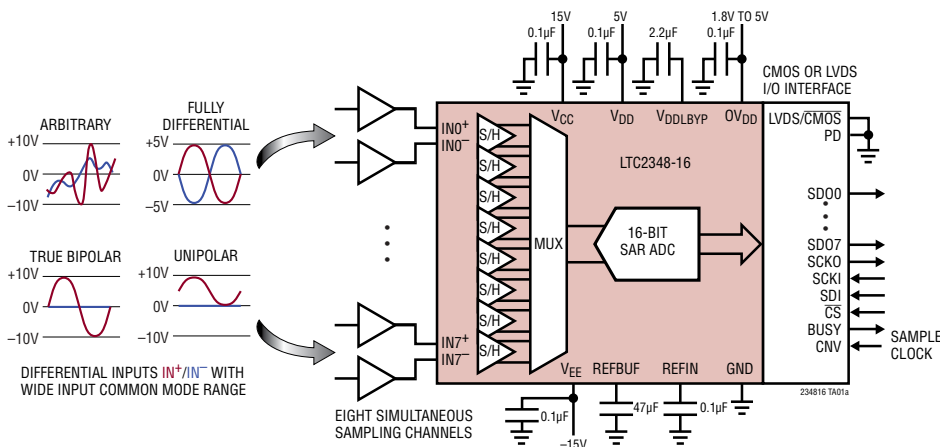 15V
5V
1.8V TO 5V
0.1µF
0.1µF
2.2µF
0.1µF
CMOS OR LVDS
I/O INTERFACE
ARBITRARY
FULLY
DIFFERENTIAL
+10V
0V
–10V
+5V
0V
–5V
TRUE BIPOLAR
UNIPOLAR
+10V
0V
–10V
+10V
0V
–10V
DIFFERENTIAL INPUTS IN+/IN– WITH
WIDE INPUT COMMON MODE RANGE
IN0+
IN0–
IN7+
IN7–
EIGHT SIMULTANEOUS
SAMPLING CHANNELS
VCC
VDD
VDDLBYP
OVDD
LTC2348-16
S/H
S/H
S/H
S/H
S/H
S/H
S/H
S/H
MUX
16-BIT
SAR ADC
VEE
REFBUF
REFIN
GND
0.1µF
–15V
47µF
0.1µF
LVDS/CMOS
PD
SDO0
SDO7
SCKO
SCKI
SDI
CS
BUSY
CNV
SAMPLE
CLOCK
234816 TA01a